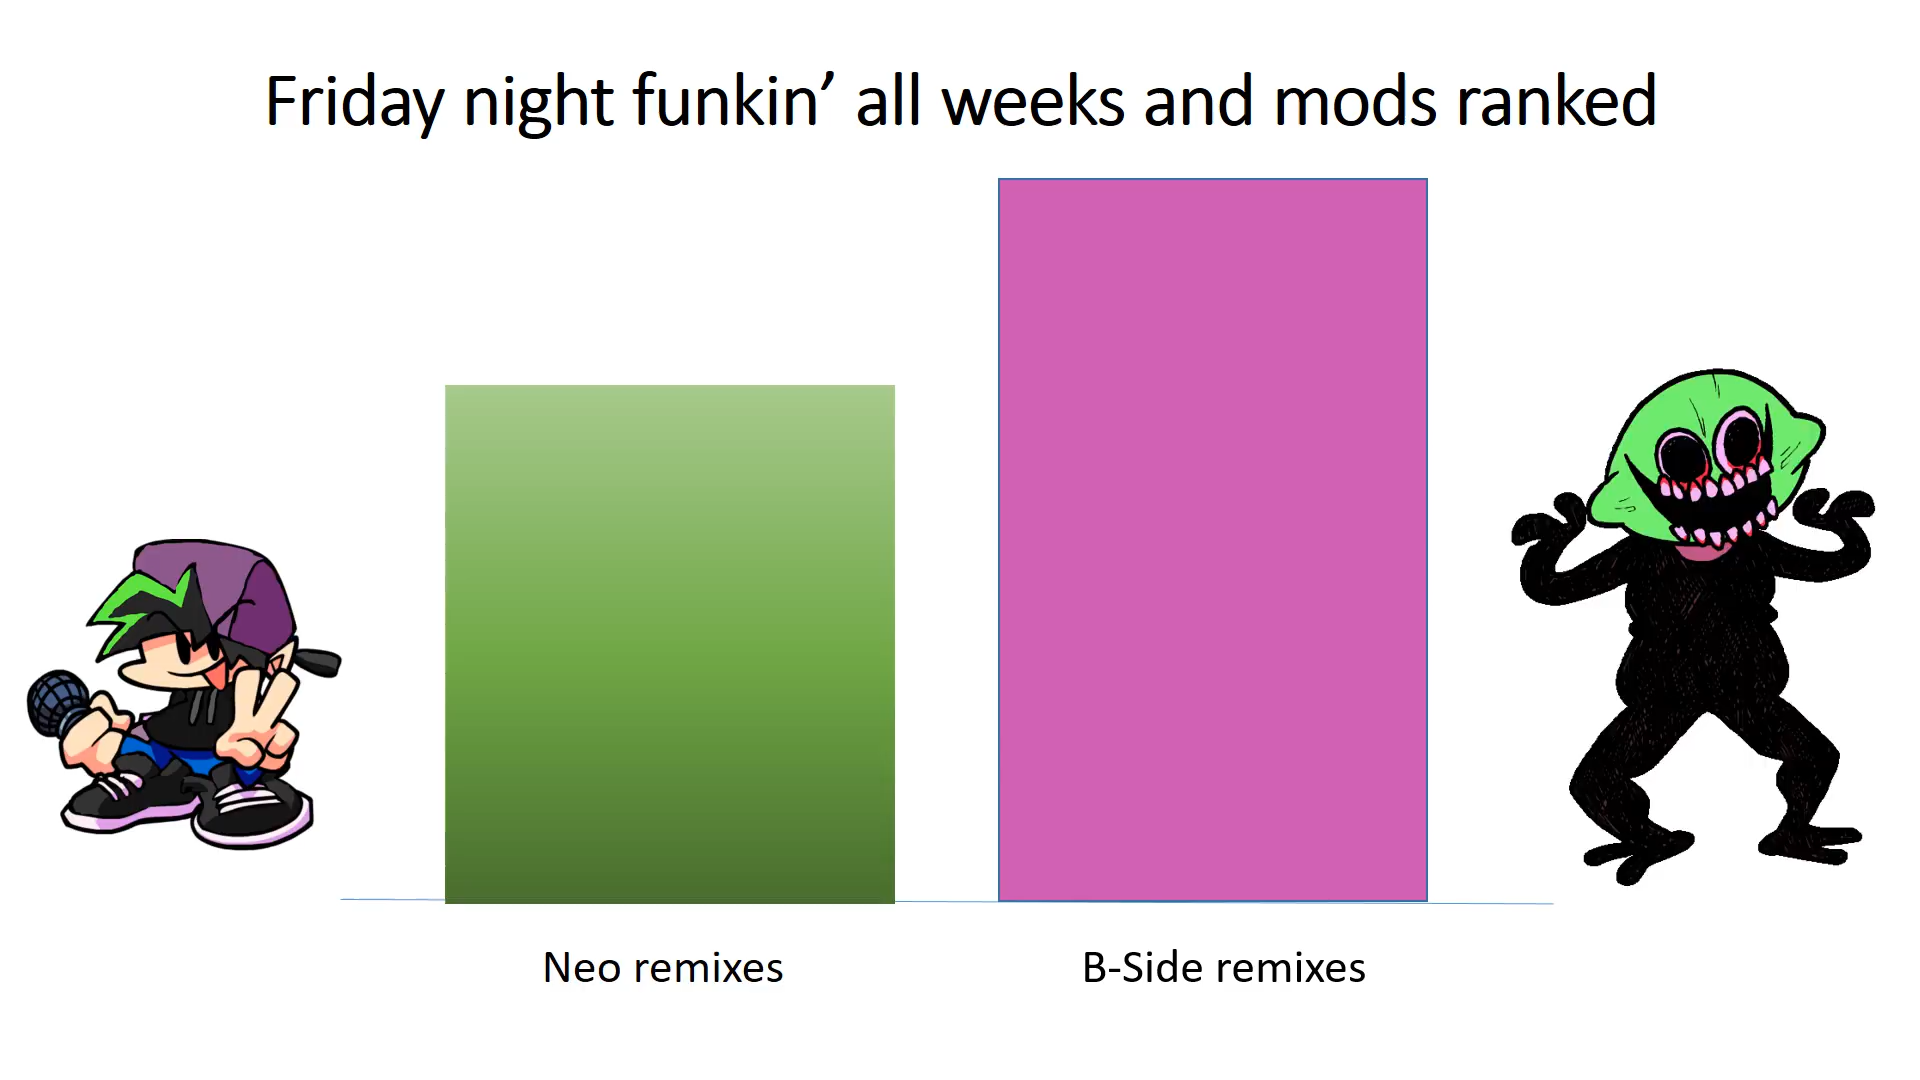 Friday night funkin’ all weeks and mods ranked
Neo remixes
B-Side remixes